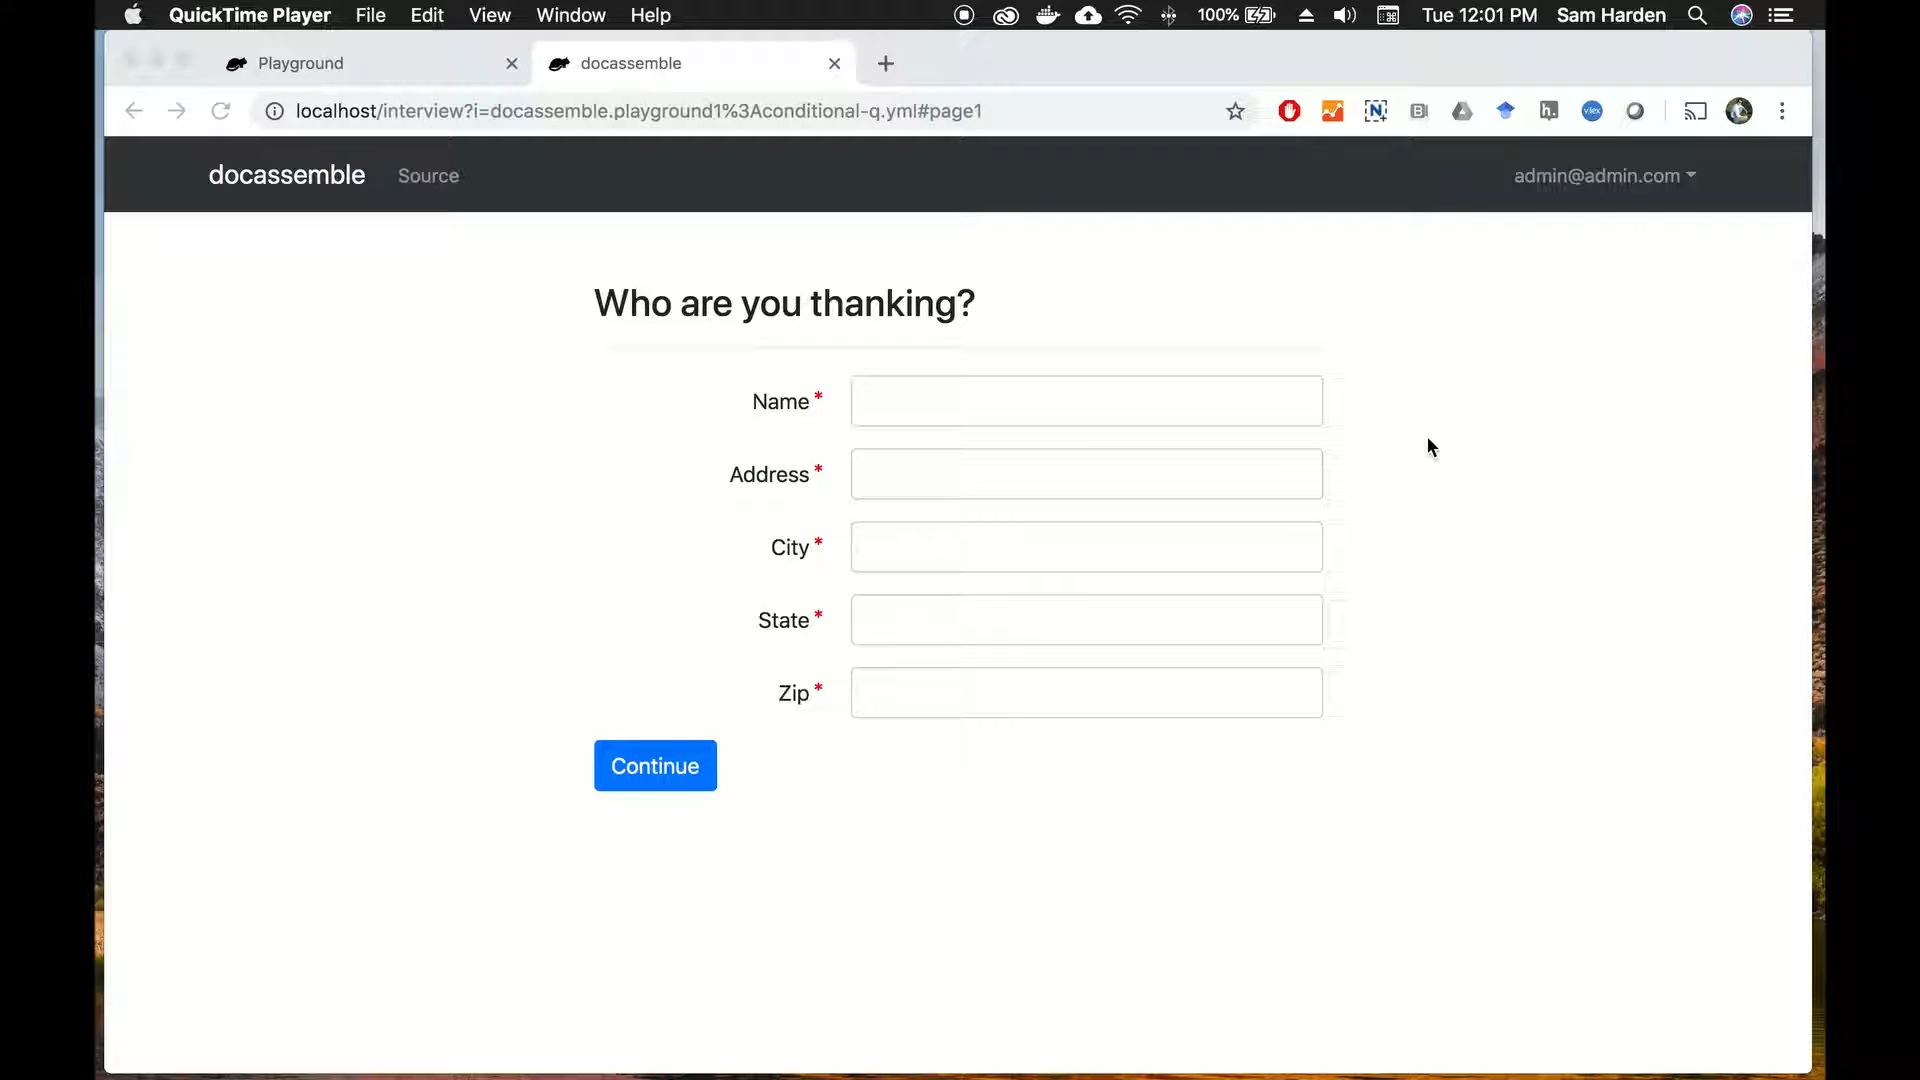 QuickTime Player File Edit View Window Help 100% Tue 12:01 PM Sam Harden
Playground docassemble
localhost/interview?i=docassemble.playground1%3Aconditional-q.yml#page1
docassemble Source admin@admin.com
Who are you thanking?
Name *
Address *
City *
State *
Zip *
Continue